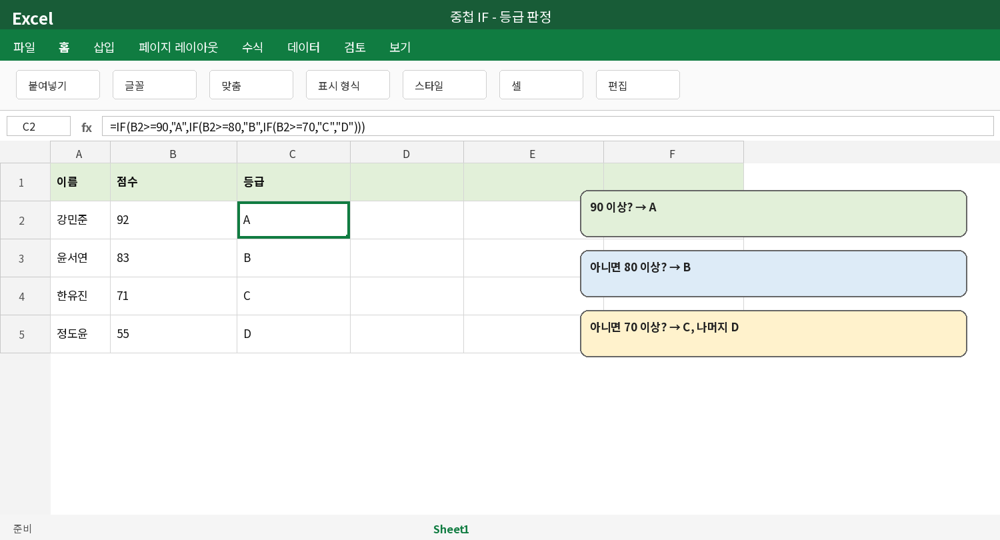 Excel
중첩 IF - 등급 판정
파일 홈 삽입 페이지 레이아웃 수식 데이터 검토 보기
붙여넣기 글꼴 맞춤 표시 형식 스타일 셀 편집
C2 fx =IF(B2>=90,"A",IF(B2>=80,"B",IF(B2>=70,"C","D")))
A B C D E F
1 이름 점수 등급
2 강민준 92 A
3 윤서연 83 B
4 한유진 71 C
5 정도윤 55 D
90 이상? → A
아니면 80 이상? → B
아니면 70 이상? → C, 나머지 D
준비 Sheet1